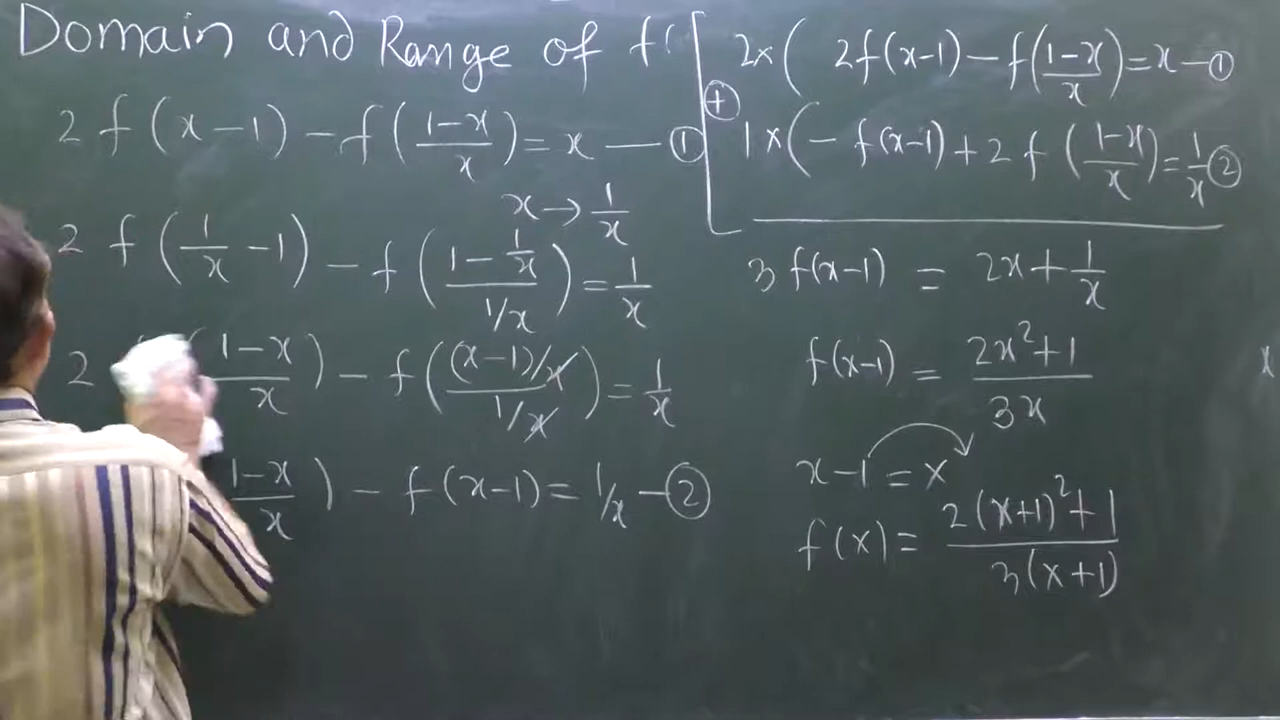 Domain and Range of f(
2 f(x-1) - f((1-x)/x) = x — ①
x → 1/x
2 f(1/x - 1) - f((1 - 1/x)/(1/x)) = 1/x
2 (1-x)/x) - f(((x-1)/x)/(1/x)) = 1/x
(1-x)/x) - f(x-1) = 1/x — ②
2×( 2f(x-1) - f((1-x)/x) = x — ①
⊕
1×( - f(x-1) + 2 f((1-x)/x) = 1/x ②
3 f(x-1) = 2x + 1/x
f(x-1) = (2x²+1)/(3x)
x-1 = X
f(X) = (2(X+1)²+1)/(3(X+1))
x